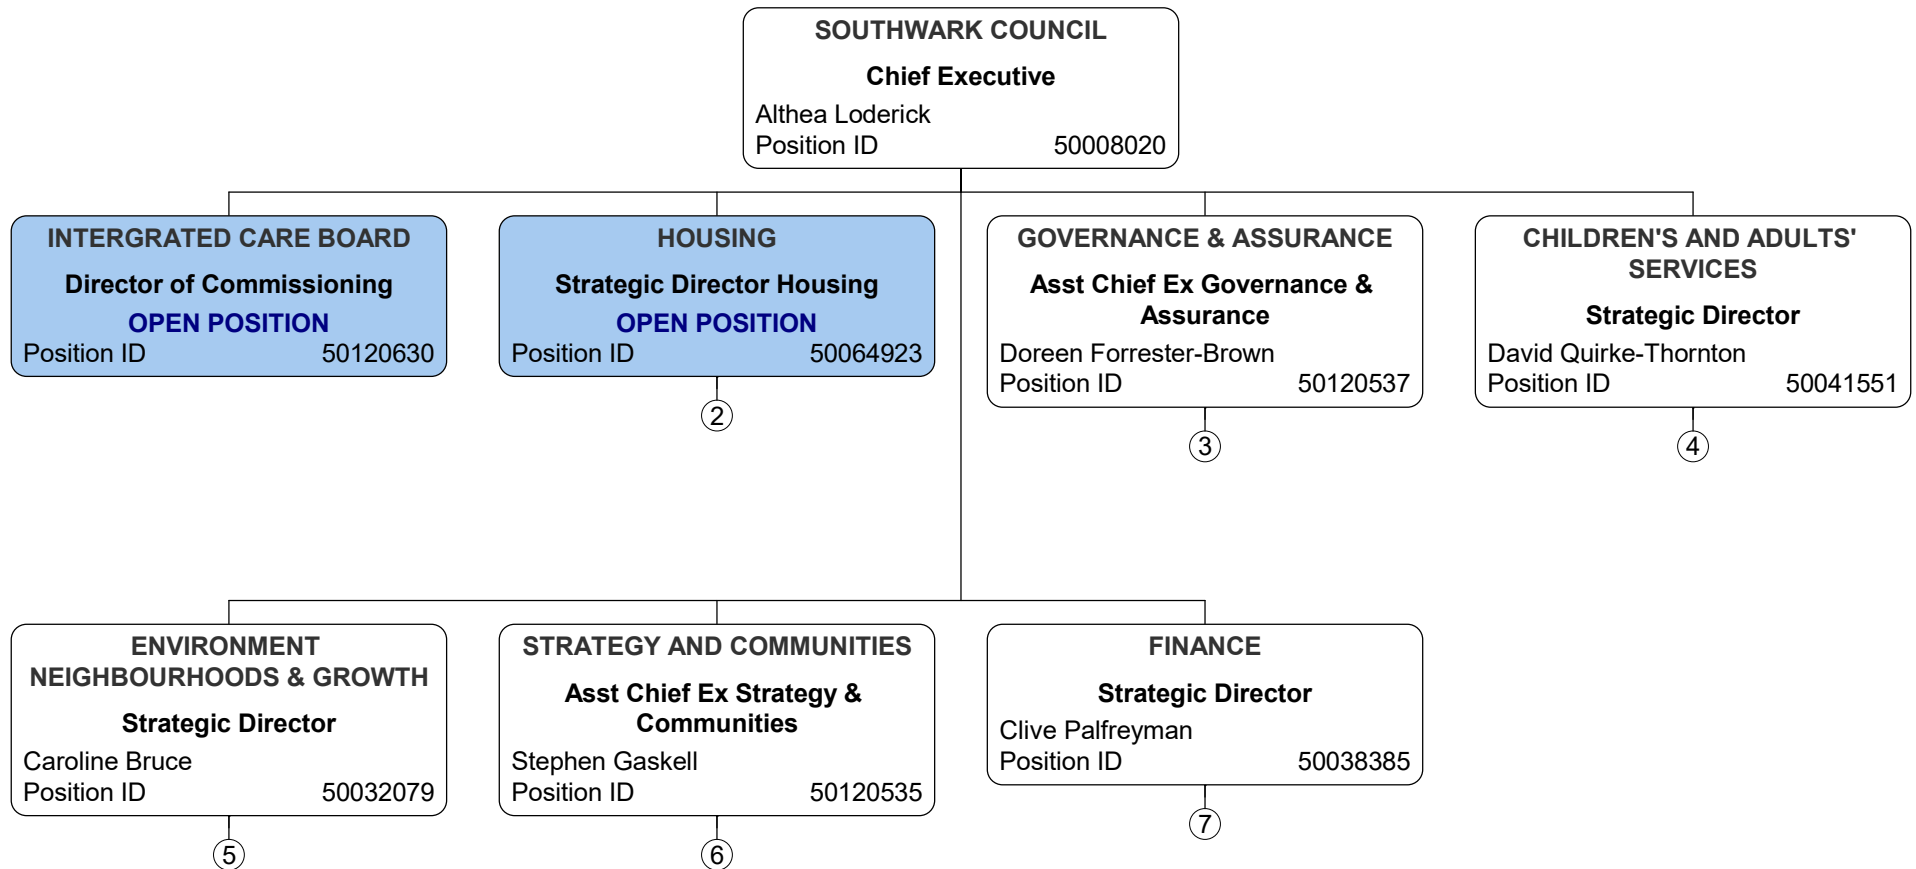 SOUTHWARK COUNCIL
Chief Executive
Althea Loderick
Position ID 50008020
INTERGRATED CARE BOARD
Director of Commissioning
OPEN POSITION
Position ID 50120630
HOUSING
Strategic Director Housing
OPEN POSITION
Position ID 50064923
2
GOVERNANCE & ASSURANCE
Asst Chief Ex Governance &
Assurance
Doreen Forrester-Brown
Position ID 50120537
3
CHILDREN'S AND ADULTS'
SERVICES
Strategic Director
David Quirke-Thornton
Position ID 50041551
4
ENVIRONMENT
NEIGHBOURHOODS & GROWTH
Strategic Director
Caroline Bruce
Position ID 50032079
5
STRATEGY AND COMMUNITIES
Asst Chief Ex Strategy &
Communities
Stephen Gaskell
Position ID 50120535
6
FINANCE
Strategic Director
Clive Palfreyman
Position ID 50038385
7